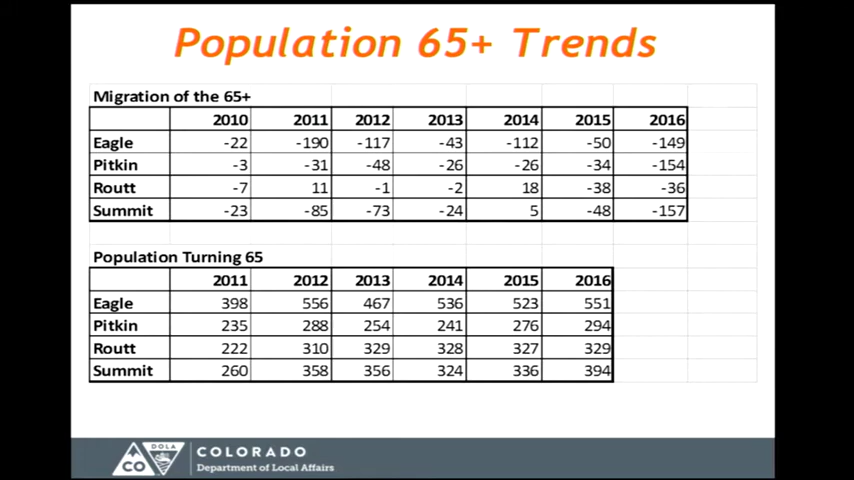 Population 65+ Trends
Migration of the 65+
2010 2011 2012 2013 2014 2015 2016
Eagle -22 -190 -117 -43 -112 -50 -149
Pitkin -3 -31 -48 -26 -26 -34 -154
Routt -7 11 -1 -2 18 -38 -36
Summit -23 -85 -73 -24 5 -48 -157
Population Turning 65
2011 2012 2013 2014 2015 2016
Eagle 398 556 467 536 523 551
Pitkin 235 288 254 241 276 294
Routt 222 310 329 328 327 329
Summit 260 358 356 324 336 394
CO DOLA COLORADO
Department of Local Affairs